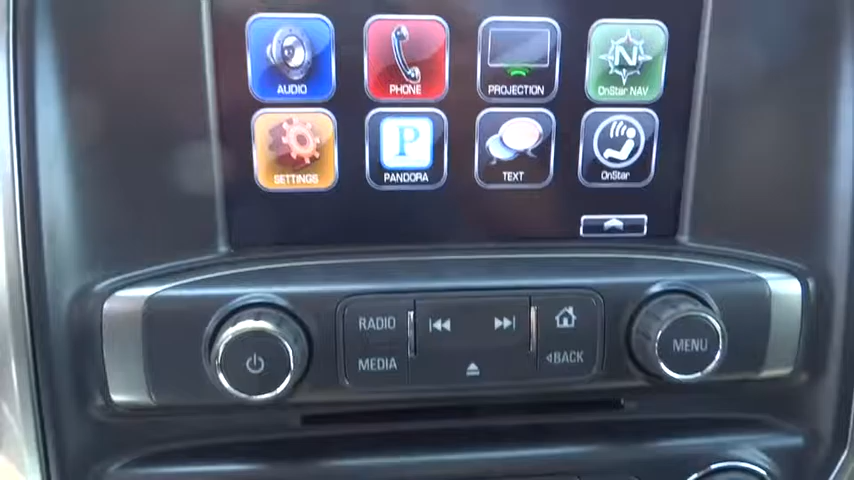 AUDIO
PHONE
PROJECTION
N
OnStar NAV
SETTINGS
P
PANDORA
TEXT
OnStar
RADIO
MEDIA
BACK
MENU